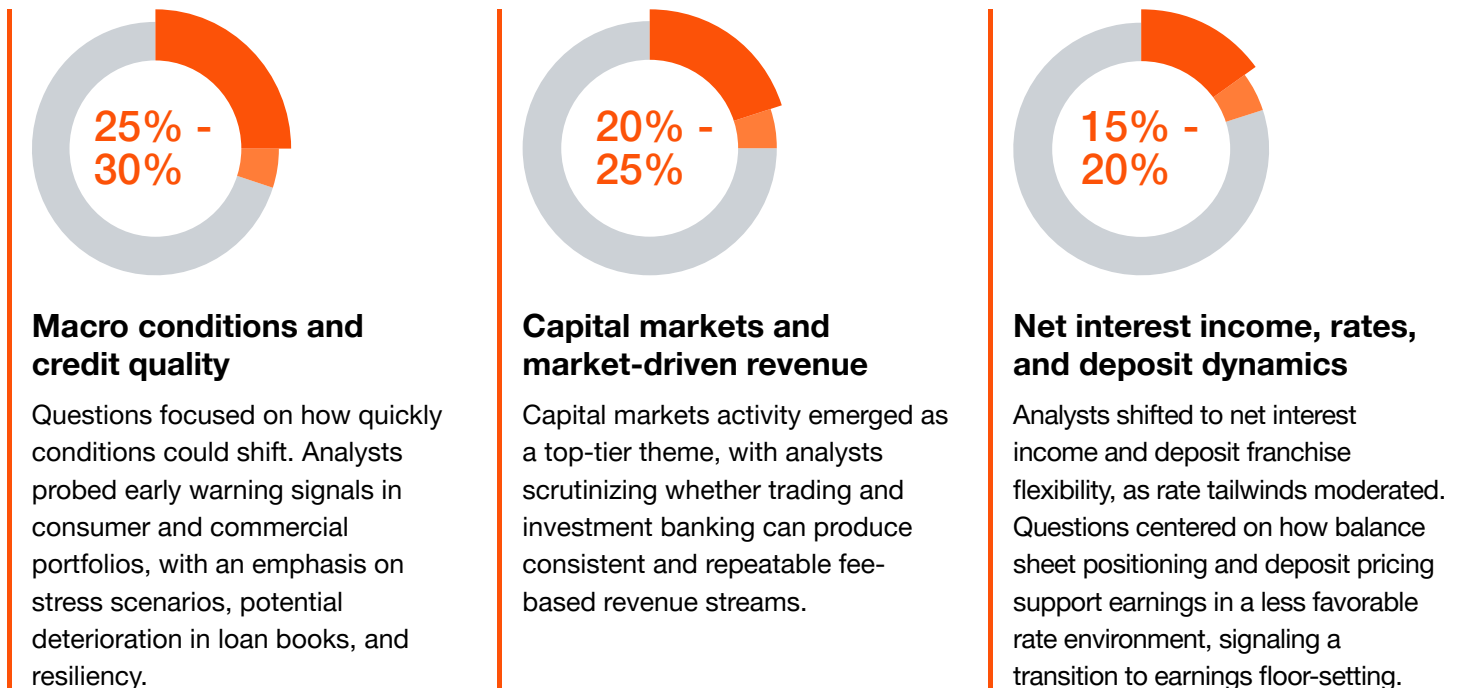 25% -
30%
Macro conditions and
credit quality
Questions focused on how quickly
conditions could shift. Analysts
probed early warning signals in
consumer and commercial
portfolios, with an emphasis on
stress scenarios, potential
deterioration in loan books, and
resiliency.
20% -
25%
Capital markets and
market-driven revenue
Capital markets activity emerged as
a top-tier theme, with analysts
scrutinizing whether trading and
investment banking can produce
consistent and repeatable fee-
based revenue streams.
15% -
20%
Net interest income, rates,
and deposit dynamics
Analysts shifted to net interest
income and deposit franchise
flexibility, as rate tailwinds moderated.
Questions centered on how balance
sheet positioning and deposit pricing
support earnings in a less favorable
rate environment, signaling a
transition to earnings floor-setting.